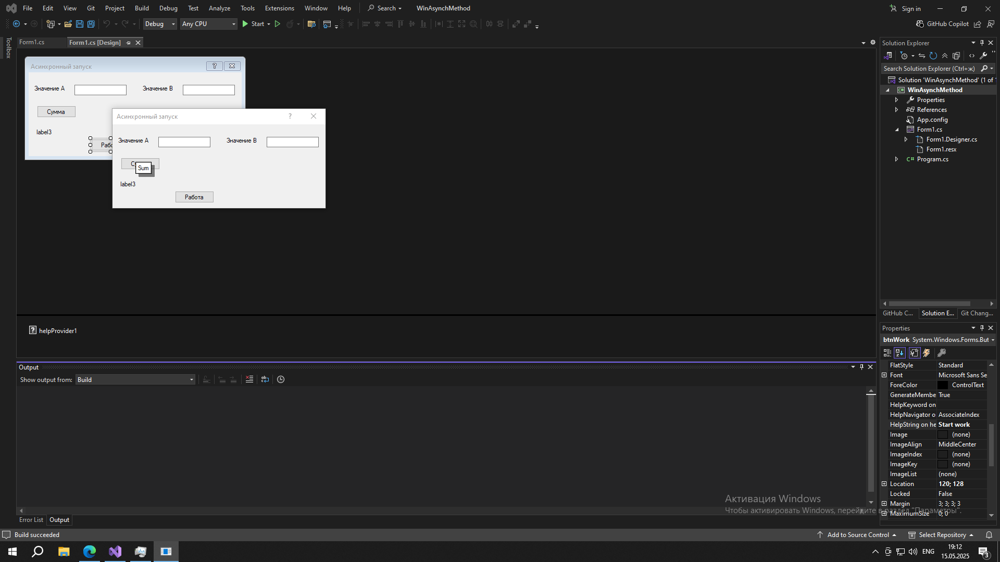 File Edit View Git Project Build Debug Test Analyze Tools Extensions Window Help Search WinAsynchMethod Sign in
Debug Any CPU Start GitHub Copilot
Toolbox
Form1.cs Form1.cs [Design]
Асинхронный запуск
Значение A Значение B
Сумма
label3
Асинхронный запуск
Значение A Значение B
Sum
label3
Работа
helpProvider1
Output
Show output from: Build
Error List Output
Solution Explorer
Search Solution Explorer (Ctrl+ж)
Solution 'WinAsynchMethod' (1 of 1
WinAsynchMethod
Properties
References
App.config
Form1.cs
Form1.Designer.cs
Form1.resx
C# Program.cs
GitHub C... Solution E... Git Chang...
Properties
btnWork System.Windows.Forms.But
FlatStyle Standard
Font Microsoft Sans Se
ForeColor ControlText
GenerateMembe True
HelpKeyword on
HelpNavigator o AssociateIndex
HelpString on he Start work
Image (none)
ImageAlign MiddleCenter
ImageIndex (none)
ImageKey (none)
ImageList (none)
Location 120; 128
Locked False
Margin 3; 3; 3; 3
MaximumSize 0; 0
Активация Windows
Чтобы активировать Windows, перейдите в раздел "Параметры".
Build succeeded Add to Source Control Select Repository
ENG
19:12
15.05.2025
3